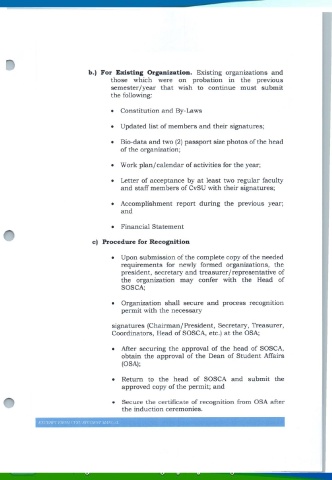 b.) For Existing Organization. Existing organizations and
those which were on probation in the previous
semester/year that wish to continue must submit
the following:
• Constitution and By-Laws
• Updated list of members and their signatures;
• Bio-data and two (2) passport size photos of the head
of the organization;
• Work plan/calendar of activities for the year;
• Letter of acceptance by at least two regular faculty
and staff members of CvSU with their signatures;
• Accomplishment report during the previous year;
and
• Financial Statement
c) Procedure for Recognition
• Upon submission of the complete copy of the needed
requirements for newly formed organizations, the
president, secretary and treasurer/representative of
the organization may confer with the Head of
SOSCA;
• Organization shall secure and process recognition
permit with the necessary
signatures (Chairman/President, Secretary, Treasurer,
Coordinators, Head of SOSCA, etc.) at the OSA;
• After securing the approval of the head of SOSCA,
obtain the approval of the Dean of Student Affairs
(OSA);
• Return to the head of SOSCA and submit the
approved copy of the permit; and
• Secure the certificate of recognition from OSA after
the induction ceremonies.